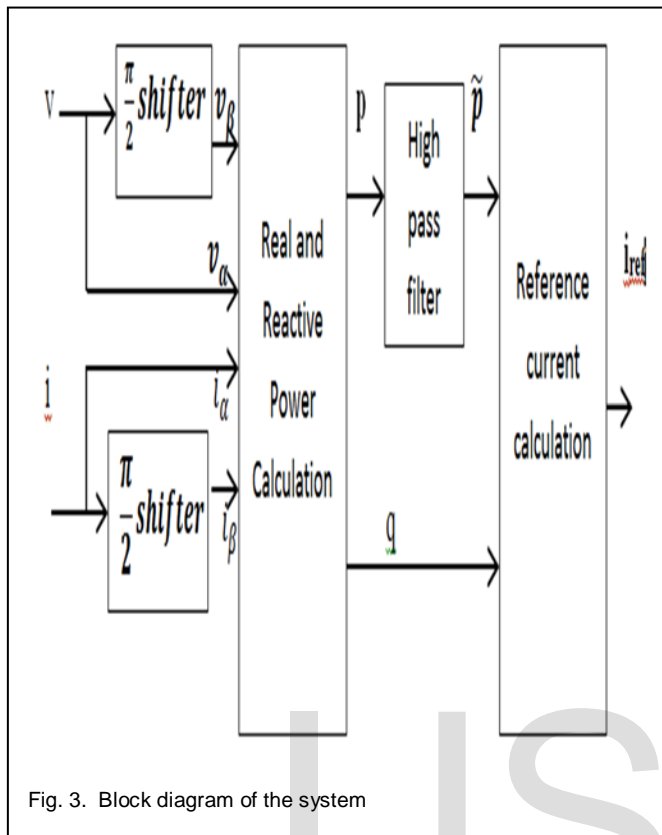 V
π/2 shifter
v_β
v_α
i
i_α
π/2 shifter
i_β
Real and
Reactive
Power
Calculation
p
High
pass
filter
p̃
q
Reference
current
calculation
i_ref
Fig. 3. Block diagram of the system